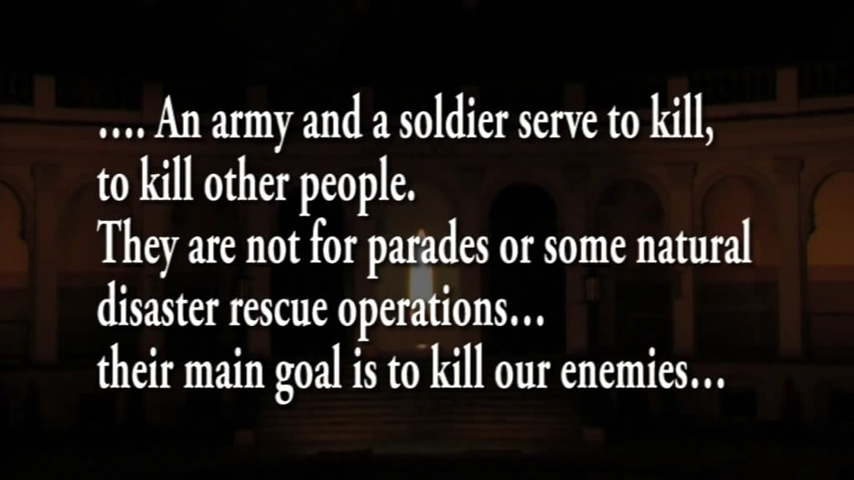 .... An army and a soldier serve to kill,
to kill other people.
They are not for parades or some natural
disaster rescue operations...
their main goal is to kill our enemies...